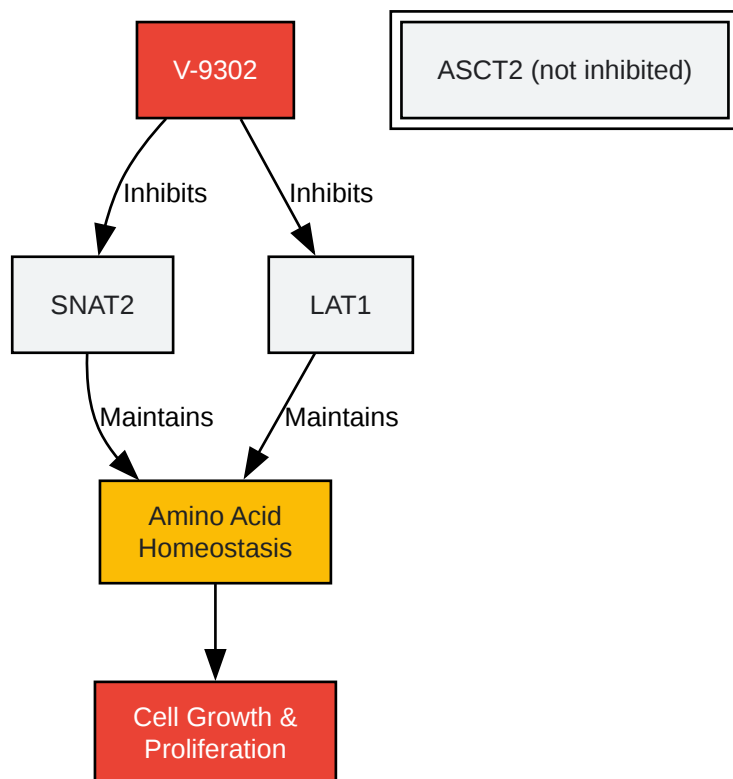 V-9302
ASCT2 (not inhibited)
Inhibits
Inhibits
SNAT2
LAT1
Maintains
Maintains
Amino Acid
Homeostasis
Cell Growth &
Proliferation